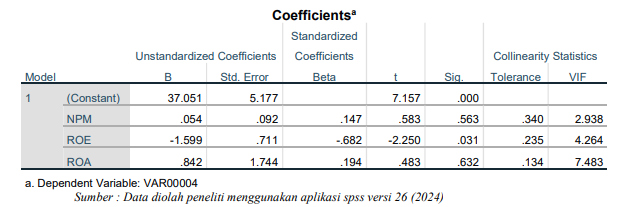 Coefficientsᵃ
Standardized
Unstandardized Coefficients Coefficients Collinearity Statistics
Model B Std. Error Beta t Sig. Tolerance VIF
1 (Constant) 37.051 5.177 7.157 .000
NPM .054 .092 .147 .583 .563 .340 2.938
ROE -1.599 .711 -.682 -2.250 .031 .235 4.264
ROA .842 1.744 .194 .483 .632 .134 7.483
a. Dependent Variable: VAR00004
Sumber : Data diolah peneliti menggunakan aplikasi spss versi 26 (2024)